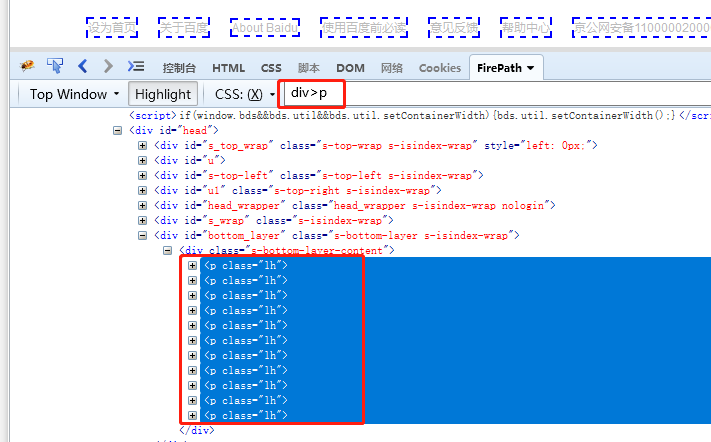 设为首页 关于百度 About Baidu 使用百度前必读 意见反馈 帮助中心 京公网安备11000002000
控制台 HTML CSS 脚本 DOM 网络 Cookies FirePath
Top Window Highlight CSS: (X) div>p
<script>if(window.bds&&bds.util&&bds.util.setContainerWidth){bds.util.setContainerWidth();}</scri
<div id="head">
<div id="s_top_wrap" class="s-top-wrap s-isindex-wrap" style="left: 0px;">
<div id="u">
<div id="s-top-left" class="s-top-left s-isindex-wrap">
<div id="u1" class="s-top-right s-isindex-wrap">
<div id="head_wrapper" class="head_wrapper s-isindex-wrap nologin">
<div id="s_wrap" class="s-isindex-wrap">
<div id="bottom_layer" class="s-bottom-layer s-isindex-wrap">
<div class="s-bottom-layer-content">
<p class="lh">
<p class="lh">
<p class="lh">
<p class="lh">
<p class="lh">
<p class="lh">
<p class="lh">
<p class="lh">
<p class="lh">
<p class="lh">
<p class="lh">
</div>